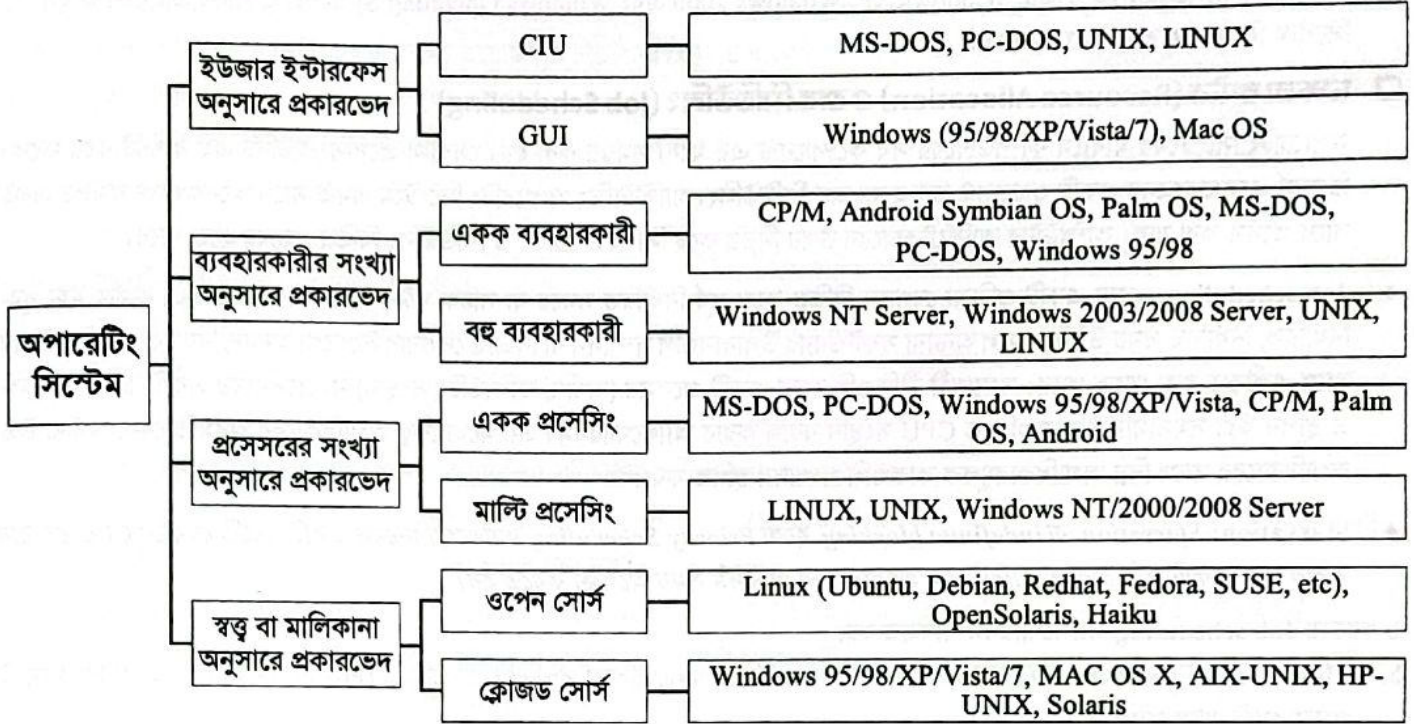 অপারেটিং
সিস্টেম
ইউজার ইন্টারফেস
অনুসারে প্রকারভেদ
CIU
MS-DOS, PC-DOS, UNIX, LINUX
GUI
Windows (95/98/XP/Vista/7), Mac OS
ব্যবহারকারীর সংখ্যা
অনুসারে প্রকারভেদ
একক ব্যবহারকারী
CP/M, Android Symbian OS, Palm OS, MS-DOS,
PC-DOS, Windows 95/98
বহু ব্যবহারকারী
Windows NT Server, Windows 2003/2008 Server, UNIX,
LINUX
প্রসেসরের সংখ্যা
অনুসারে প্রকারভেদ
একক প্রসেসিং
MS-DOS, PC-DOS, Windows 95/98/XP/Vista, CP/M, Palm
OS, Android
মাল্টি প্রসেসিং
LINUX, UNIX, Windows NT/2000/2008 Server
স্বত্ত্ব বা মালিকানা
অনুসারে প্রকারভেদ
ওপেন সোর্স
Linux (Ubuntu, Debian, Redhat, Fedora, SUSE, etc),
OpenSolaris, Haiku
ক্লোজড সোর্স
Windows 95/98/XP/Vista/7, MAC OS X, AIX-UNIX, HP-
UNIX, Solaris